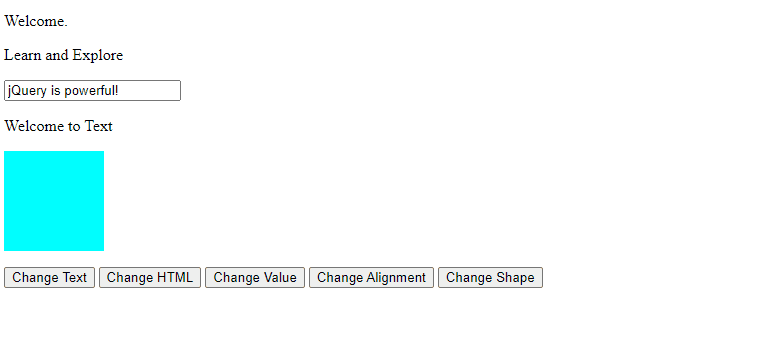 Welcome.
Learn and Explore
jQuery is powerful!
Welcome to Text
Change Text Change HTML Change Value Change Alignment Change Shape